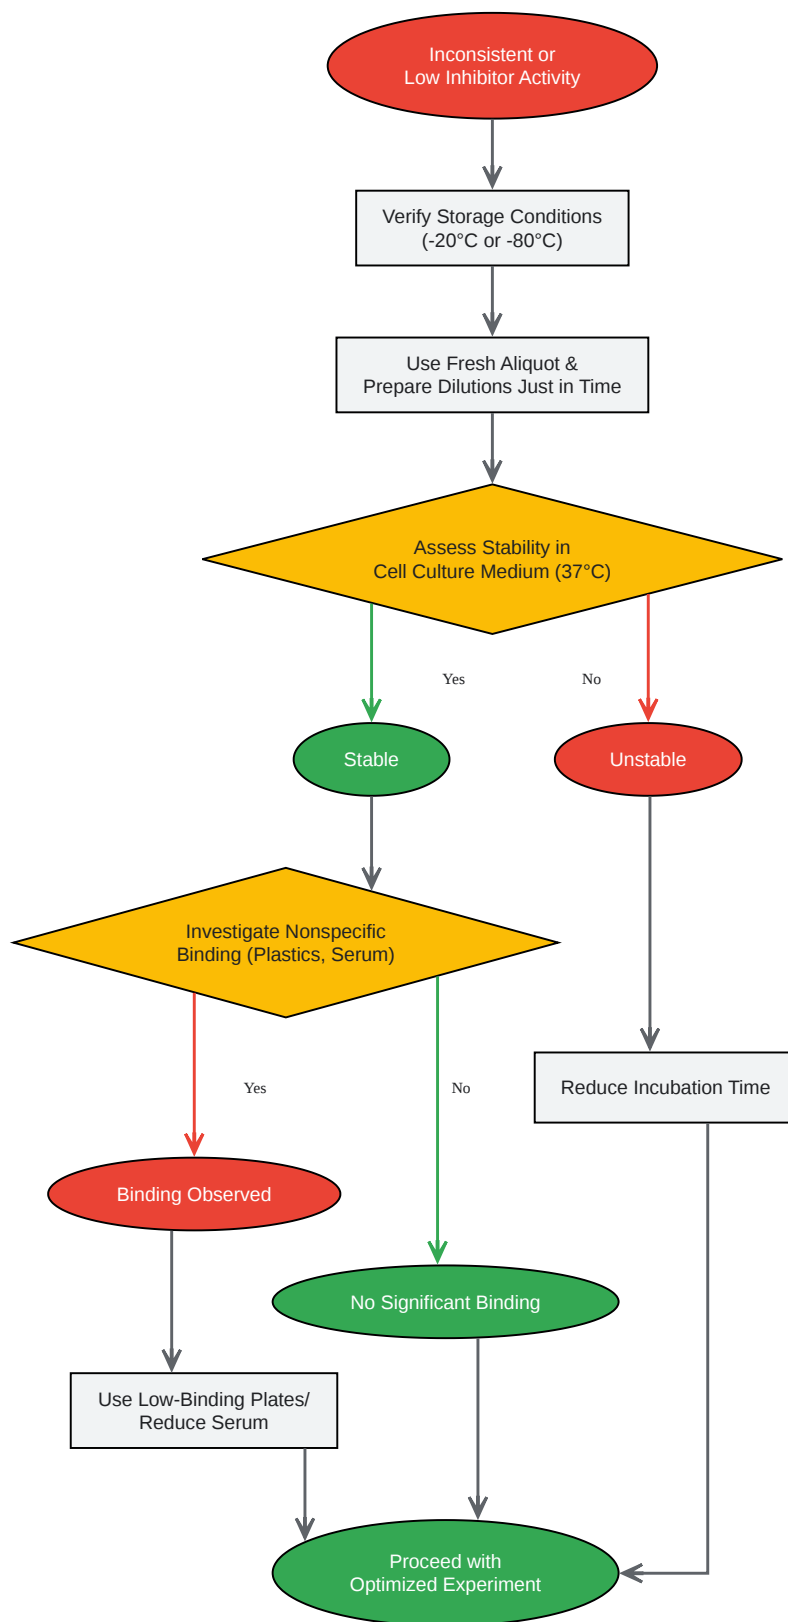 Inconsistent or
Low Inhibitor Activity
Verify Storage Conditions
(-20°C or -80°C)
Use Fresh Aliquot &
Prepare Dilutions Just in Time
Assess Stability in
Cell Culture Medium (37°C)
Yes
No
Stable
Unstable
Investigate Nonspecific
Binding (Plastics, Serum)
Reduce Incubation Time
Yes
No
Binding Observed
No Significant Binding
Use Low-Binding Plates/
Reduce Serum
Proceed with
Optimized Experiment